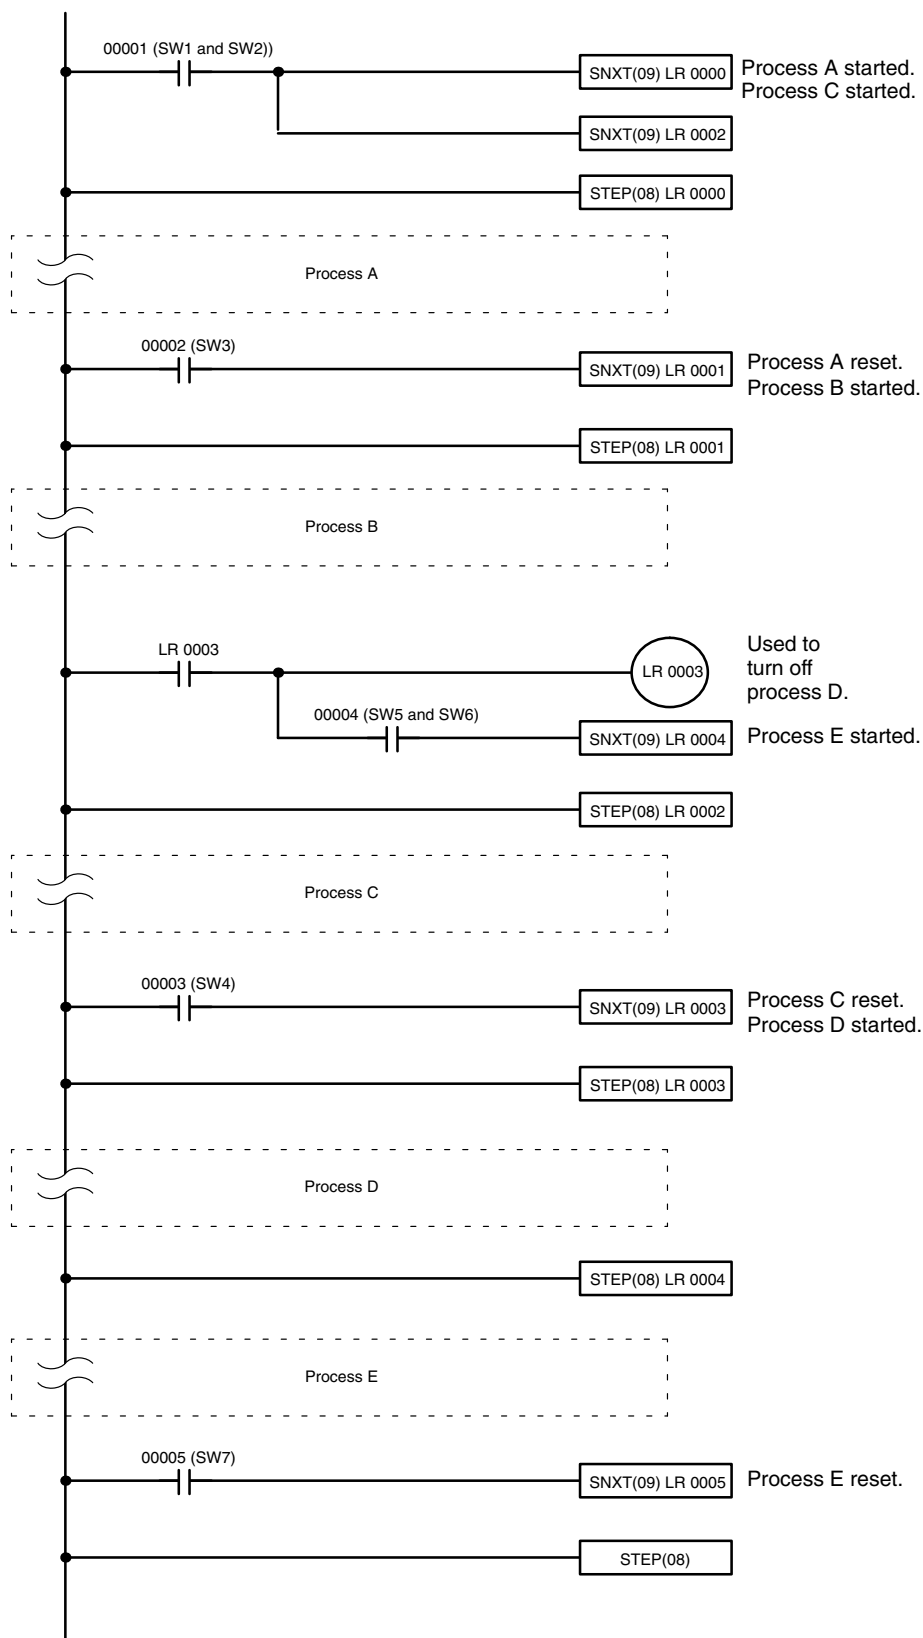 00001 (SW1 and SW2))
SNXT(09) LR 0000
Process A started.
Process C started.
SNXT(09) LR 0002
STEP(08) LR 0000
Process A
00002 (SW3)
SNXT(09) LR 0001
Process A reset.
Process B started.
STEP(08) LR 0001
Process B
LR 0003
LR 0003
Used to
turn off
process D.
00004 (SW5 and SW6)
SNXT(09) LR 0004
Process E started.
STEP(08) LR 0002
Process C
00003 (SW4)
SNXT(09) LR 0003
Process C reset.
Process D started.
STEP(08) LR 0003
Process D
STEP(08) LR 0004
Process E
00005 (SW7)
SNXT(09) LR 0005
Process E reset.
STEP(08)